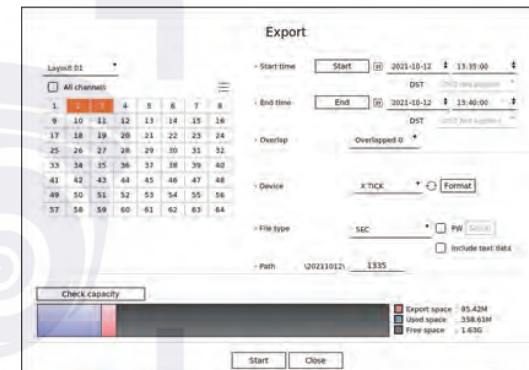 Export
Layout 01
All channels
1 2 3 4 5 6 7 8
9 10 11 12 13 14 15 16
17 18 19 20 21 22 23 24
25 26 27 28 29 30 31 32
33 34 35 36 37 38 39 40
41 42 43 44 45 46 47 48
49 50 51 52 53 54 55 56
57 58 59 60 61 62 63 64
Start time Start 2021-10-12 13:35:00
DST
End time End 2021-10-12 13:40:00
DST
Overlap Overlapped 0
Device X TICK Format
File type SEC PW
Include text data
Path \20211012\ 1335
Check capacity
Export space : 85.42M
Used space : 358.61M
Free space : 1.63G
Start Close